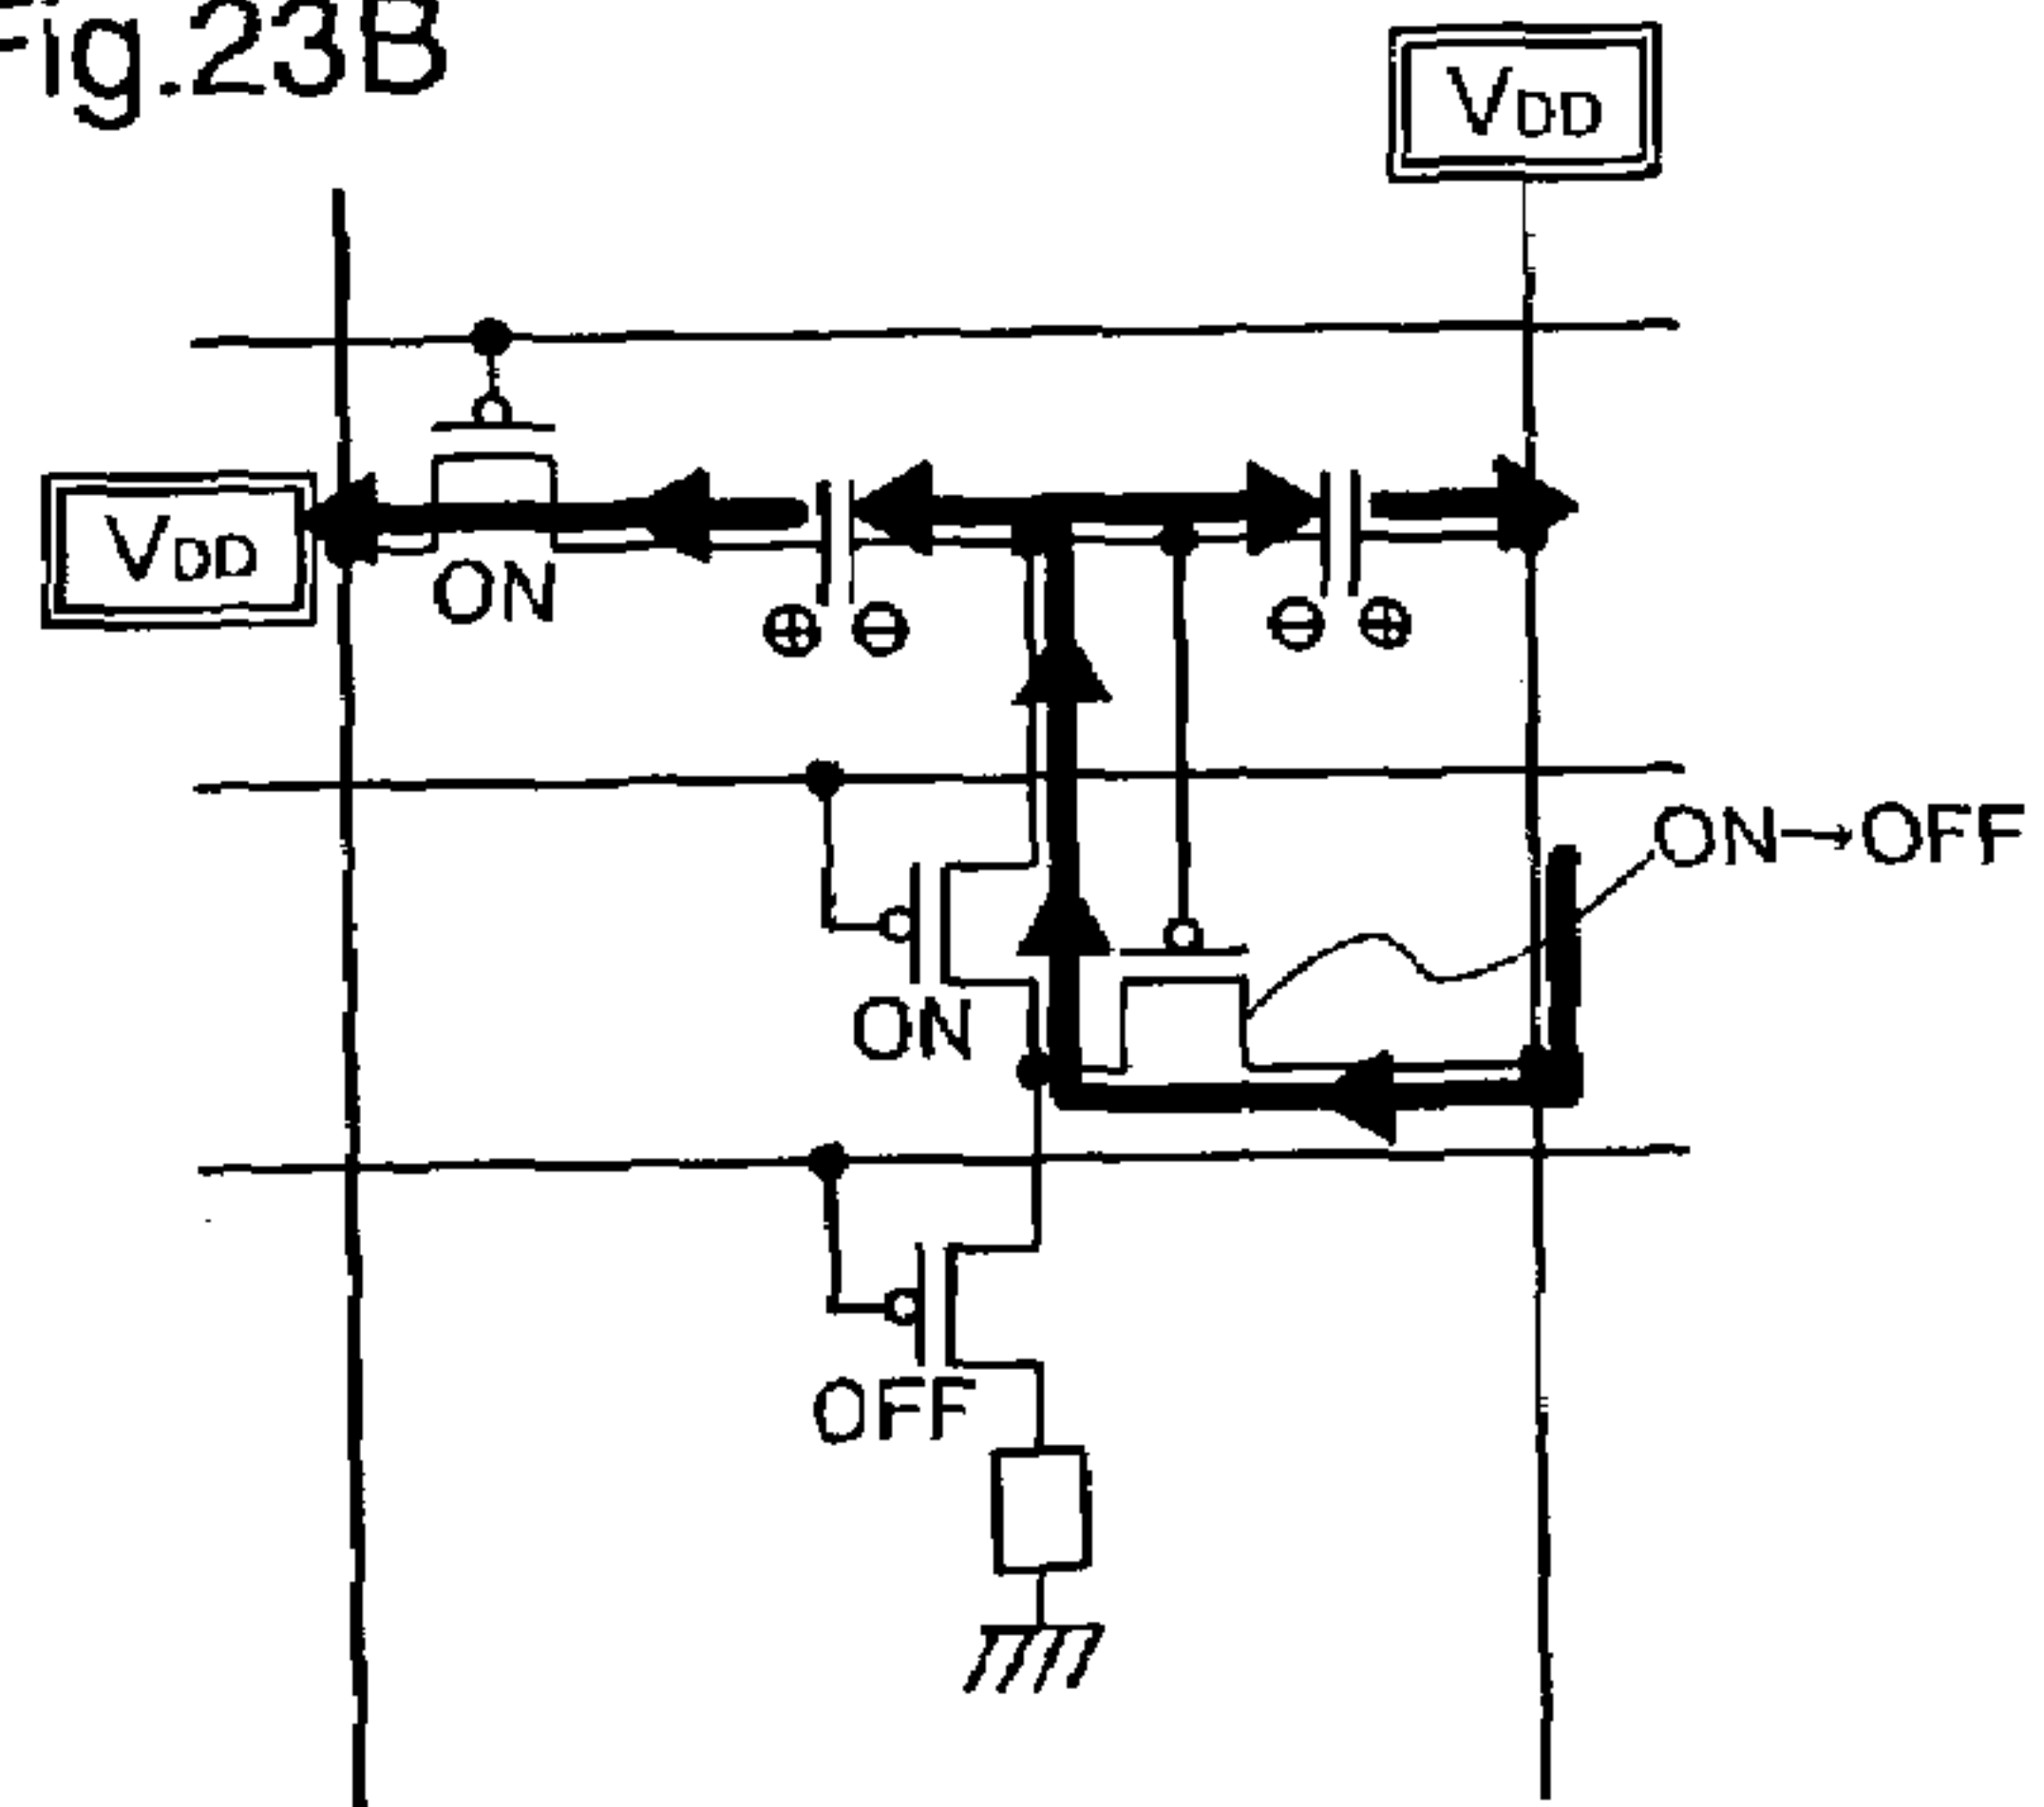 Fig.23B
VDD
VDD
ON
⊕ ⊖
⊖ ⊕
ON→OFF
ON
OFF